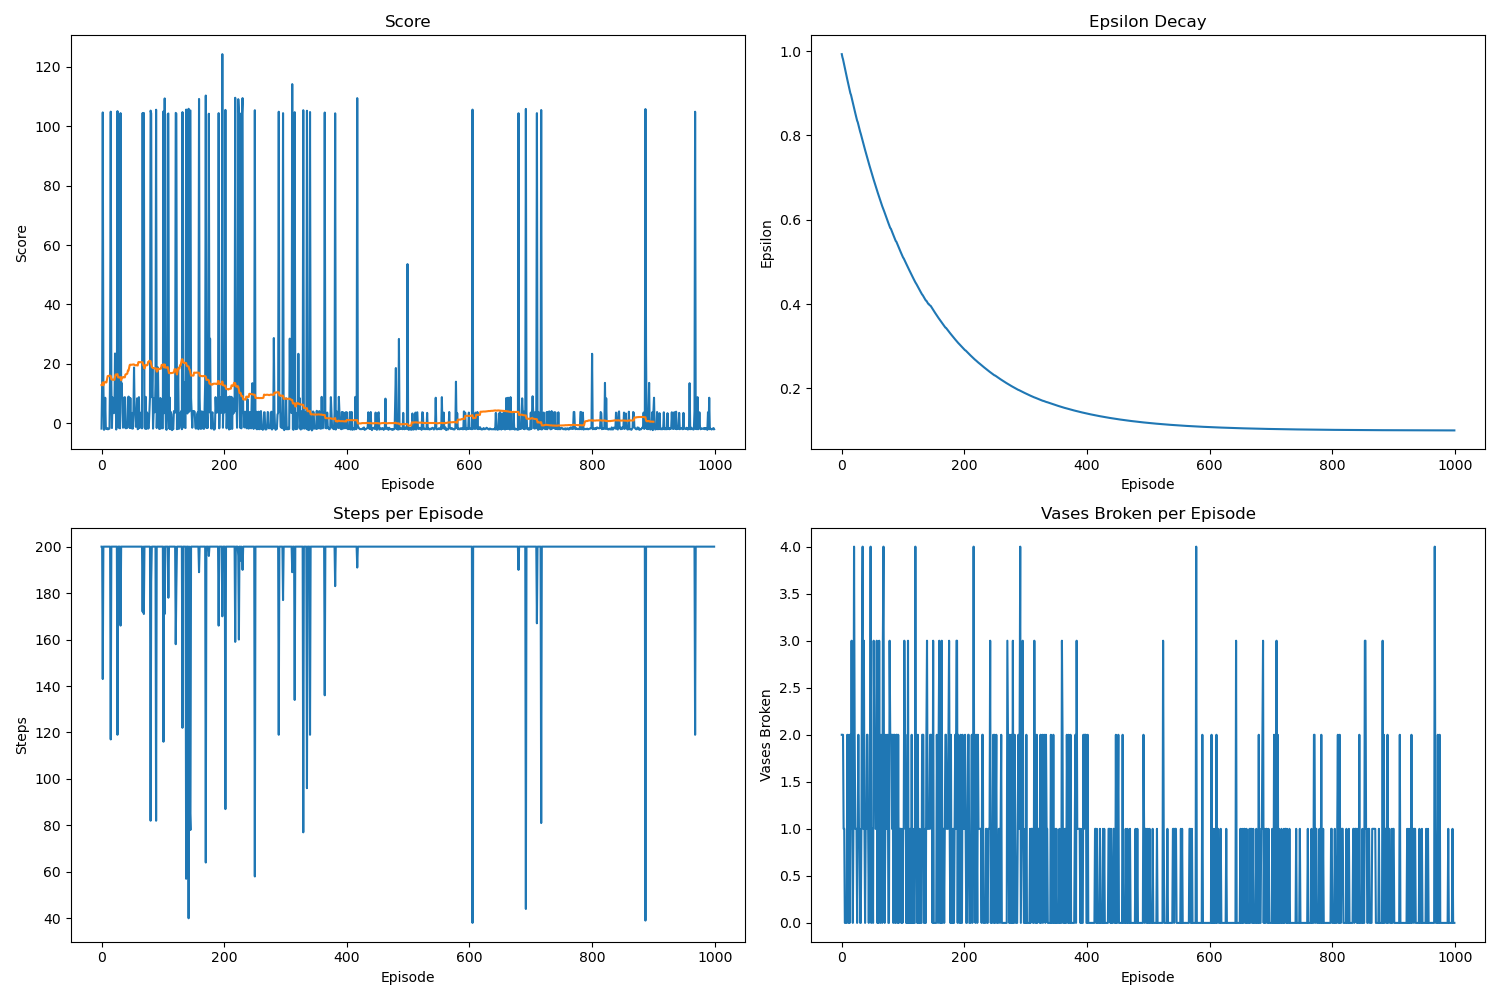 Score
Score
120
100
80
60
40
20
0
0 200 400 600 800 1000
Episode
Epsilon Decay
Epsilon
1.0
0.8
0.6
0.4
0.2
0 200 400 600 800 1000
Episode
Steps per Episode
Steps
200
180
160
140
120
100
80
60
40
0 200 400 600 800 1000
Episode
Vases Broken per Episode
Vases Broken
4.0
3.5
3.0
2.5
2.0
1.5
1.0
0.5
0.0
0 200 400 600 800 1000
Episode